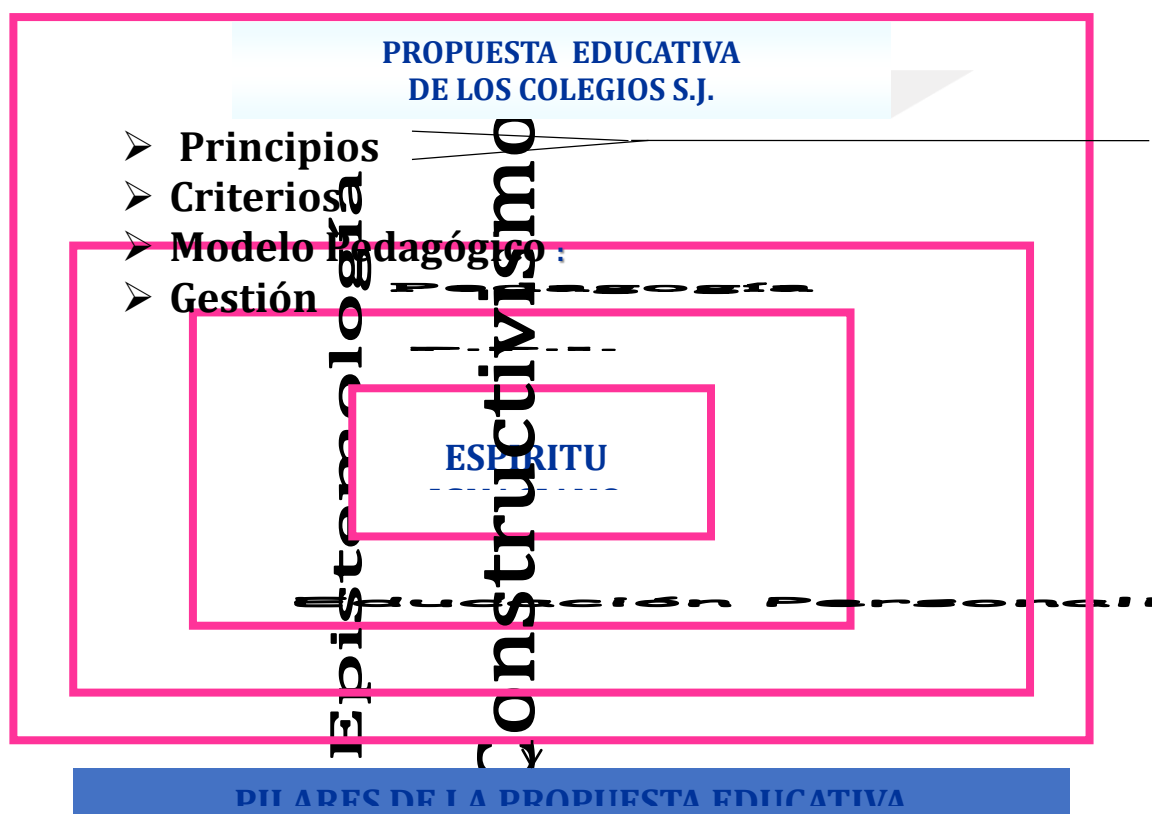 PROPUESTA EDUCATIVA
DE LOS COLEGIOS S.J.
Principios
Criterios
Modelo Pedagógico :
Gestión
Epistemología
Constructivismo
Pedagogía
ESPIRITU
Educación
PILARES DE LA PROPUESTA EDUCATIVA